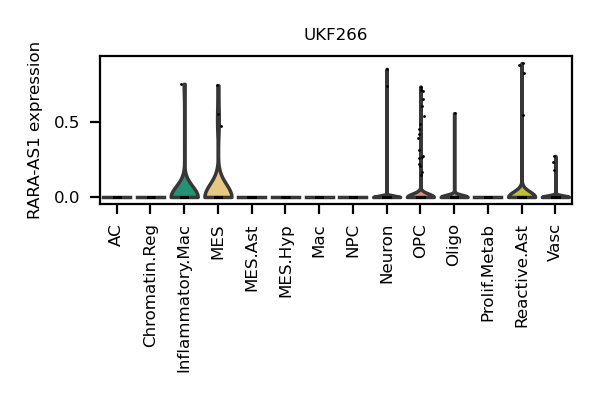 UKF266
RARA-AS1 expression
0.5
0.0
AC
Chromatin.Reg
Inflammatory.Mac
MES
MES.Ast
MES.Hyp
Mac
NPC
Neuron
OPC
Oligo
Prolif.Metab
Reactive.Ast
Vasc